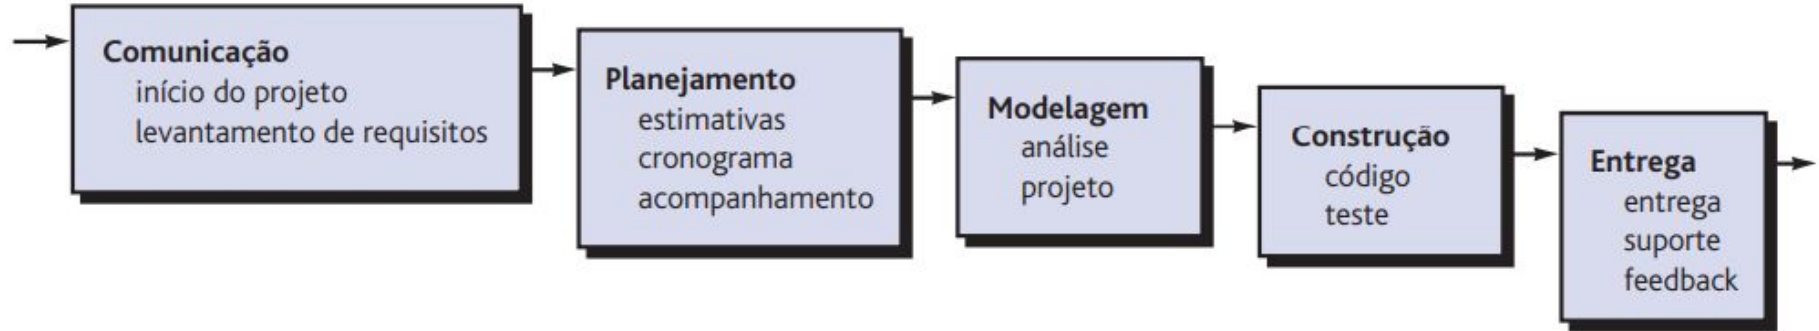 Comunicação
início do projeto
levantamento de requisitos
Planejamento
estimativas
cronograma
acompanhamento
Modelagem
análise
projeto
Construção
código
teste
Entrega
entrega
suporte
feedback